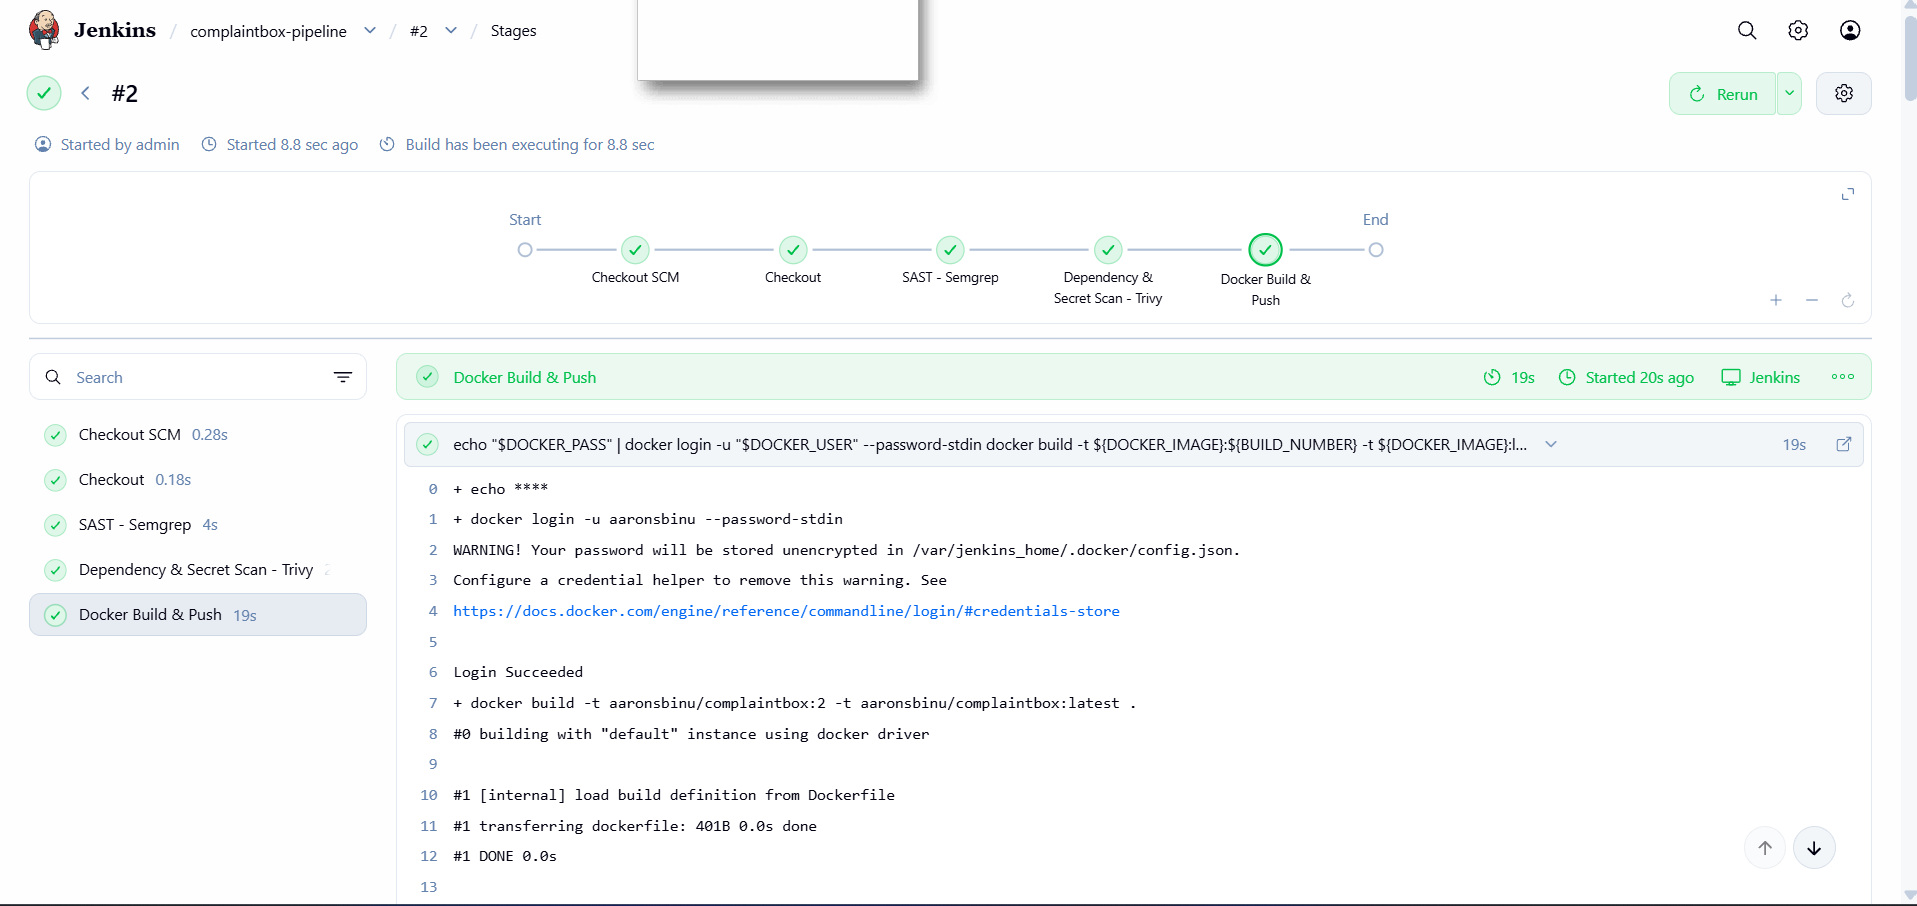 Jenkins / complaintbox-pipeline / #2 / Stages
#2
Rerun
Started by admin Started 8.8 sec ago Build has been executing for 8.8 sec
Start End
Checkout SCM Checkout SAST - Semgrep Dependency & Secret Scan - Trivy Docker Build & Push
Search
Checkout SCM 0.28s
Checkout 0.18s
SAST - Semgrep 4s
Dependency & Secret Scan - Trivy
Docker Build & Push 19s
Docker Build & Push 19s Started 20s ago Jenkins
echo "$DOCKER_PASS" | docker login -u "$DOCKER_USER" --password-stdin docker build -t ${DOCKER_IMAGE}:${BUILD_NUMBER} -t ${DOCKER_IMAGE}:l... 19s
0 + echo ****
1 + docker login -u aaronsbinu --password-stdin
2 WARNING! Your password will be stored unencrypted in /var/jenkins_home/.docker/config.json.
3 Configure a credential helper to remove this warning. See
4 https://docs.docker.com/engine/reference/commandline/login/#credentials-store
5
6 Login Succeeded
7 + docker build -t aaronsbinu/complaintbox:2 -t aaronsbinu/complaintbox:latest .
8 #0 building with "default" instance using docker driver
9
10 #1 [internal] load build definition from Dockerfile
11 #1 transferring dockerfile: 401B 0.0s done
12 #1 DONE 0.0s
13